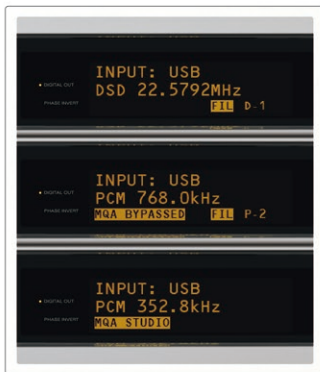 INPUT: USB
DSD 22.5792MHz
FIL D-1
DIGITAL OUT
PHASE INVERT
INPUT: USB
PCM 768.0kHz
MQA BYPASSED FIL P-2
DIGITAL OUT
PHASE INVERT
INPUT: USB
PCM 352.8kHz
MQA STUDIO
DIGITAL OUT
PHASE INVERT